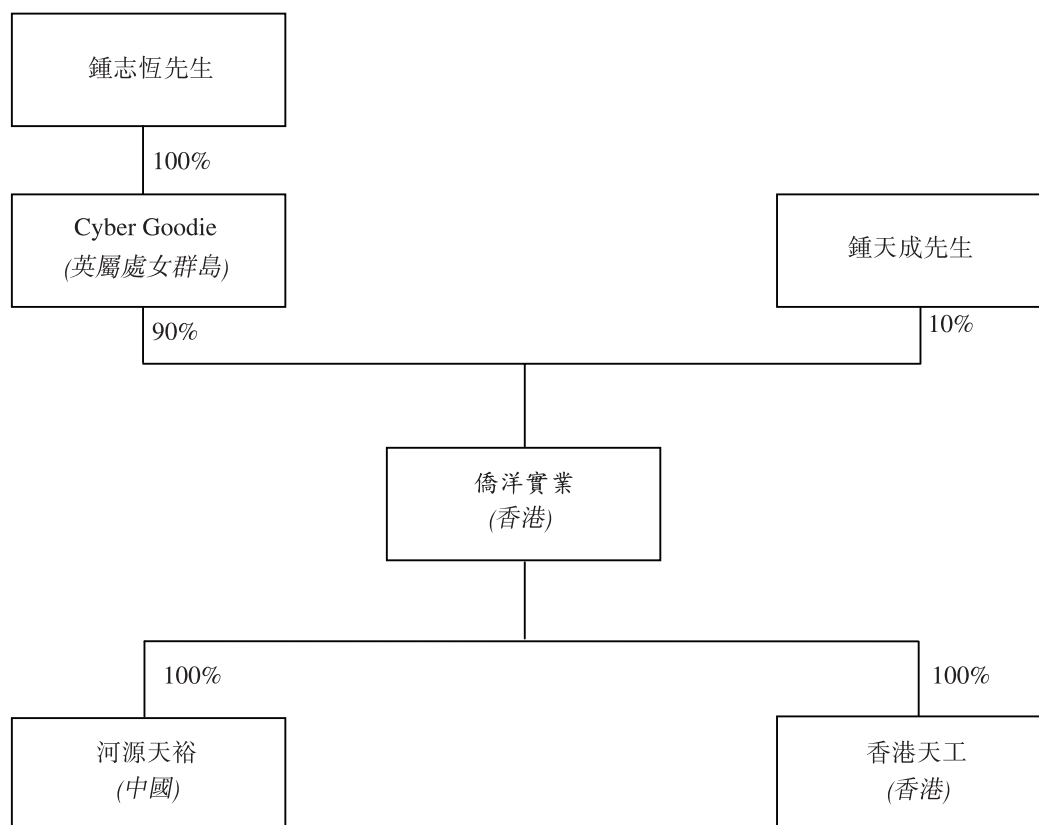 鍾志恆先生
100%
Cyber Goodie
(英屬處女群島)
鍾天成先生
90%
10%
僑洋實業
(香港)
100%
100%
河源天裕
(中國)
香港天工
(香港)